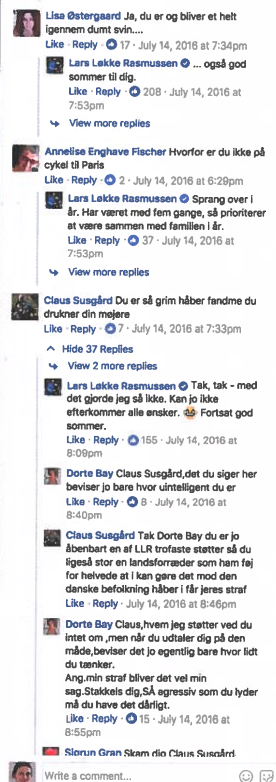 Lisa Østergaard Ja, du er og bliver et helt
igennem dumt svin....
Like · Reply · 17 · July 14, 2016 at 7:34pm
Lars Løkke Rasmussen ... også god
sommer til dig.
Like · Reply · 208 · July 14, 2016 at
7:53pm
View more replies
Annelise Enghave Fischer Hvorfor er du ikke på
cykel til Paris
Like · Reply · 2 · July 14, 2016 at 6:29pm
Lars Løkke Rasmussen Sprang over i
år. Har været med fem gange, så prioriterer
at være sammen med familien i år.
Like · Reply · 37 · July 14, 2016 at
7:53pm
View more replies
Claus Susgård Du er så grim håber fandme du
drukner din møjøre
Like · Reply · 7 · July 14, 2016 at 7:33pm
Hide 37 Replies
View 2 more replies
Lars Løkke Rasmussen Tak, tak - med
det gjorde jeg så ikke. Kan jo ikke
efterkommer alle ønsker. 😂 Fortsat god
sommer.
Like · Reply · 155 · July 14, 2016 at
8:09pm
Dorte Bay Claus Susgård,det du siger her
beviser jo bare hvor uintelligent du er
Like · Reply · 8 · July 14, 2016 at
8:40pm
Claus Susgård Tak Dorte Bay du er jo
åbenbart en af LLR trofaste støtter så du
ligeså stor en landsforræder som ham føj
for helvede at i kan gøre det mod den
danske befolkning håber i får jeres straf
Like · Reply · July 14, 2016 at 8:46pm
Dorte Bay Claus,hvem jeg støtter ved du
intet om ,men når du udtaler dig på den
måde,beviser det jo egentlig bare hvor lidt
du tænker.
Ang.min straf bliver det vel min
sag.Stakkels dig,SÅ agressiv som du lyder
må du have det dårligt.
Like · Reply · 15 · July 14, 2016 at
8:55pm
Sigrun Gran Skam dig Claus Susgård.
Write a comment...